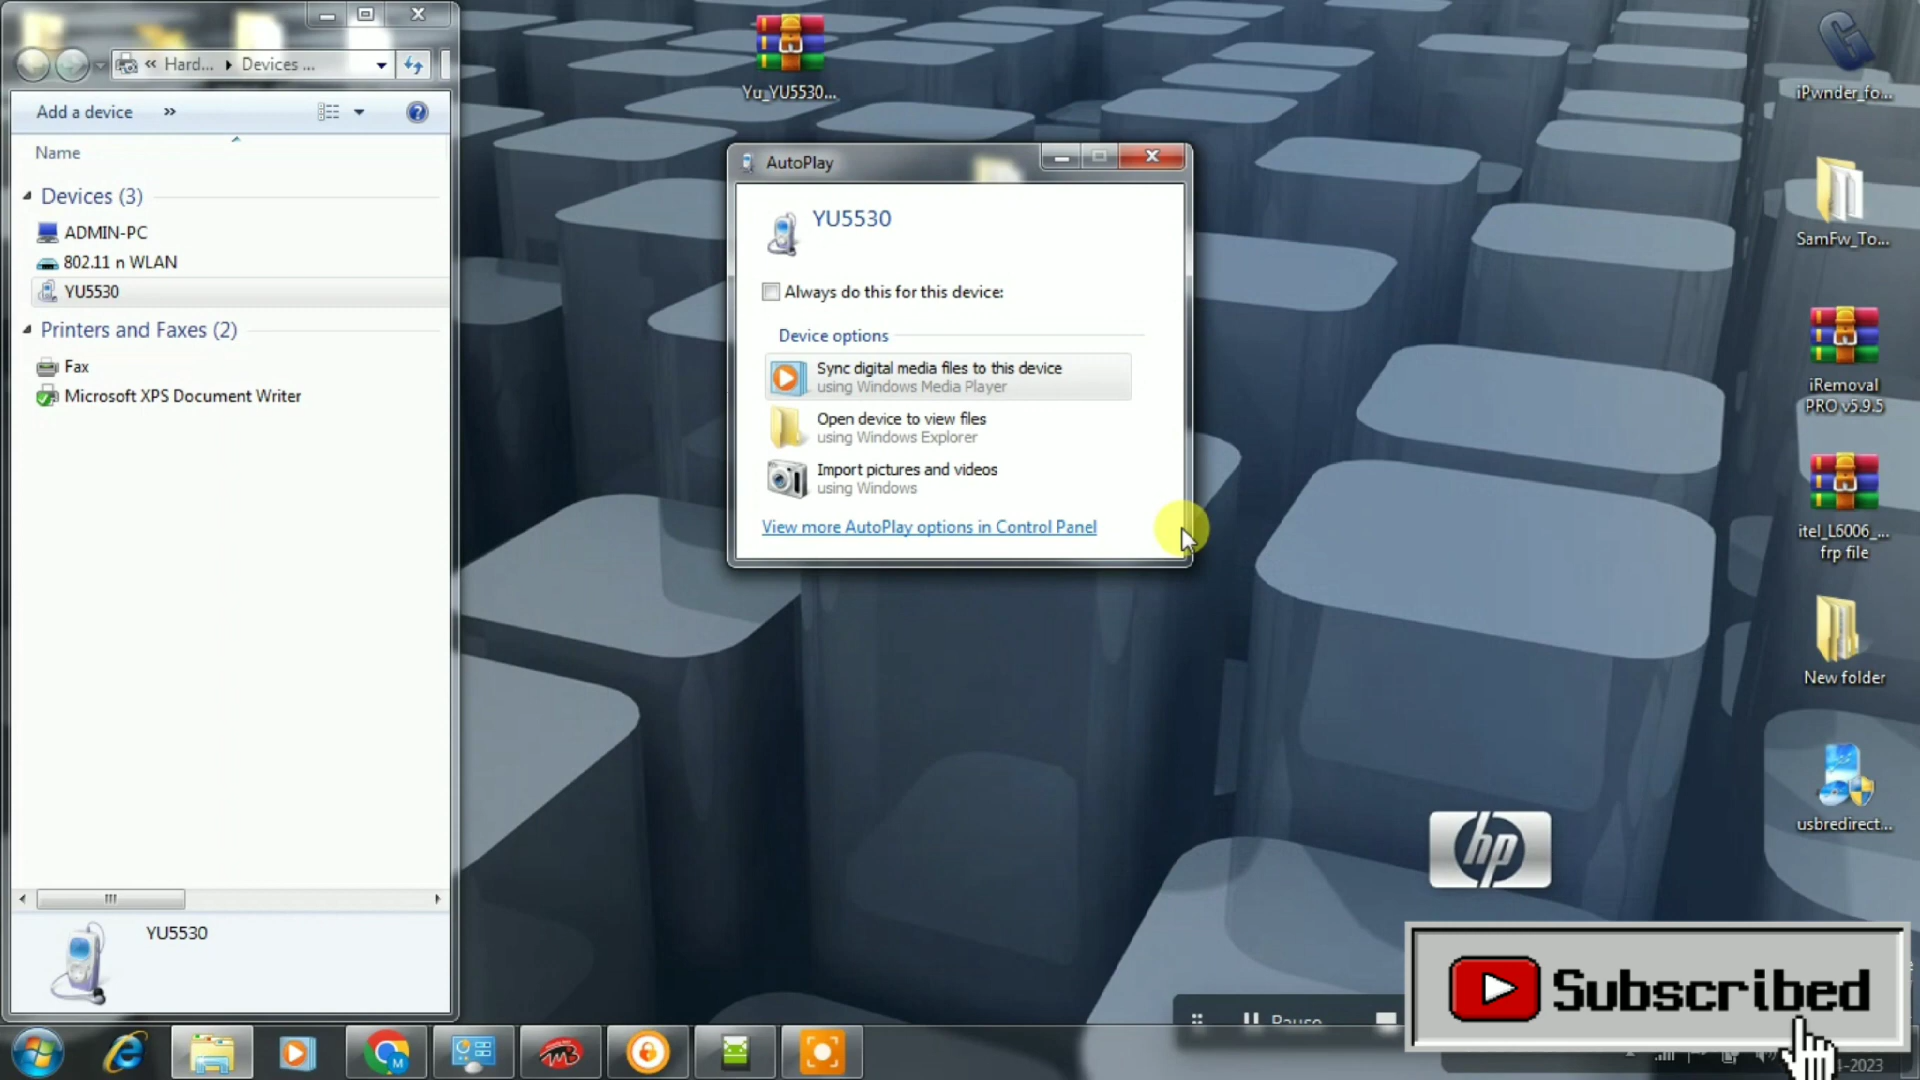 « Hard... ▸ Devices ...
Add a device »
Name
Devices (3)
ADMIN-PC
802.11 n WLAN
YU5530
Printers and Faxes (2)
Fax
Microsoft XPS Document Writer
YU5530
Yu_YU5530...
AutoPlay
YU5530
Always do this for this device:
Device options
Sync digital media files to this device
using Windows Media Player
Open device to view files
using Windows Explorer
Import pictures and videos
using Windows
View more AutoPlay options in Control Panel
iPwnder_fo...
SamFw_To...
iRemoval
PRO v5.9.5
itel_L6006_...
frp file
New folder
usbredirect...
hp
Pause
Subscribed
-2023